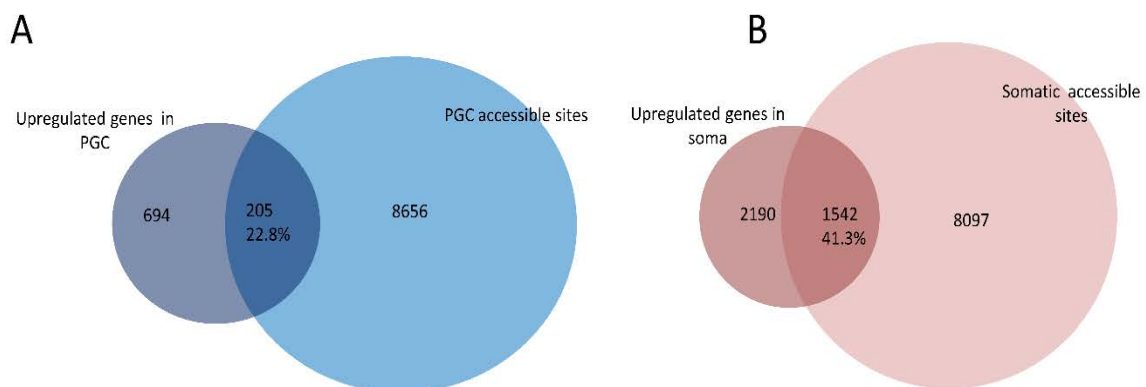 A
Upregulated genes in
PGC
PGC accessible sites
694
205
22.8%
8656
B
Upregulated genes in
soma
Somatic accessible
sites
2190
1542
41.3%
8097